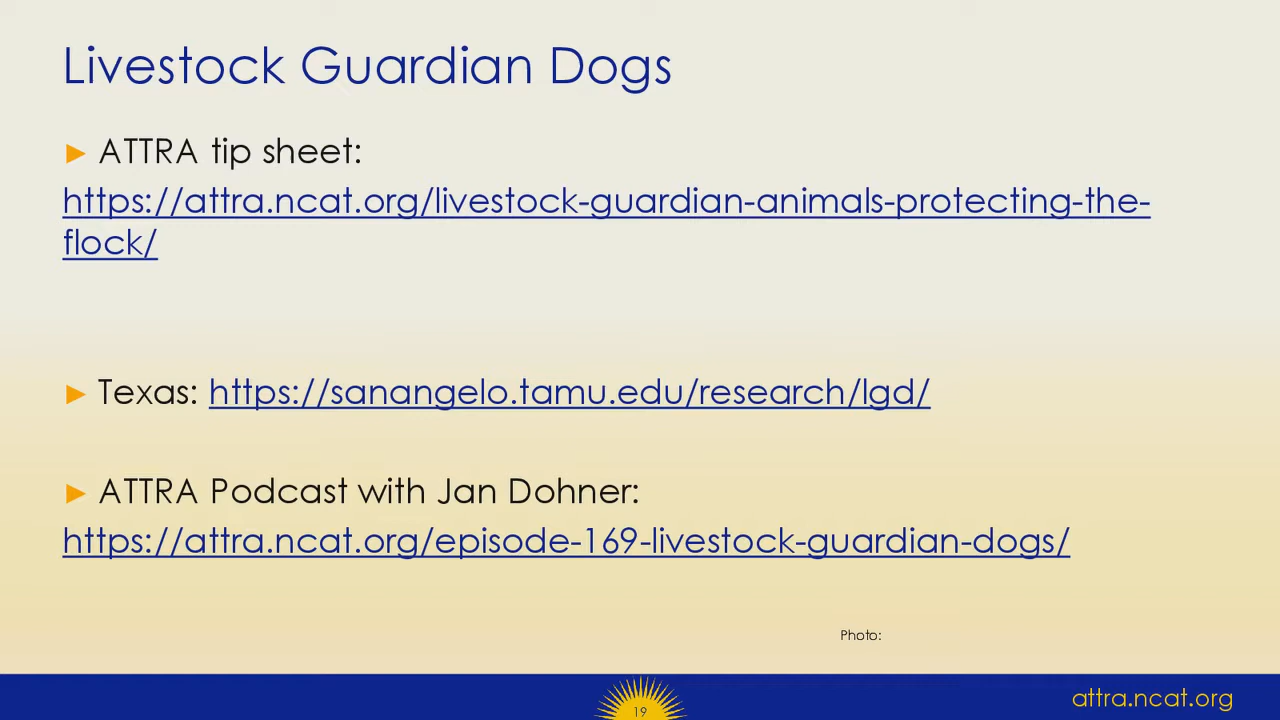 Livestock Guardian Dogs
► ATTRA tip sheet:
https://attra.ncat.org/livestock-guardian-animals-protecting-the-
flock/
► Texas: https://sanangelo.tamu.edu/research/lgd/
► ATTRA Podcast with Jan Dohner:
https://attra.ncat.org/episode-169-livestock-guardian-dogs/
Photo:
19
attra.ncat.org